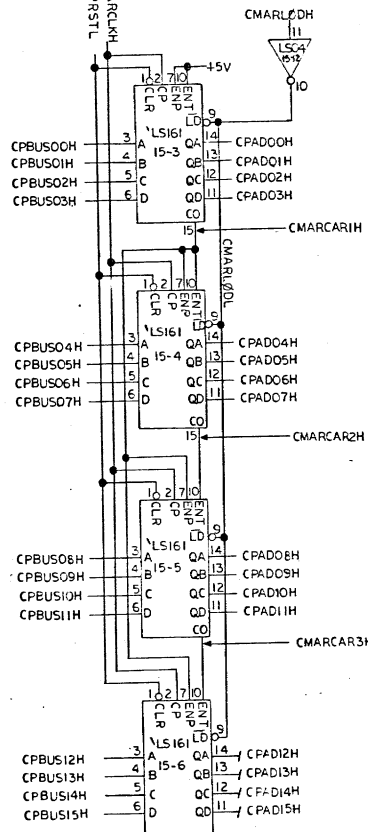 RSTL
RCLKH
CMARLØDH
11
LS04
15-12
10
+5V
1 2 7 10
CLR CP ENP ENT
9
LD
'LS161
15-3
CPBUS00H 3 A QA 14 CPAD00H
CPBUS01H 4 B QB 13 CPAD01H
CPBUS02H 5 C QC 12 CPAD02H
CPBUS03H 6 D QD 11 CPAD03H
CO
15
CMARCAR1H
CMARLØDL
1 2 7 10
CLR CP ENP ENT
9
LD
'LS161
15-4
CPBUS04H 3 A QA 14 CPAD04H
CPBUS05H 4 B QB 13 CPAD05H
CPBUS06H 5 C QC 12 CPAD06H
CPBUS07H 6 D QD 11 CPAD07H
CO
15
CMARCAR2H
1 2 7 10
CLR CP ENP ENT
9
LD
'LS161
15-5
CPBUS08H 3 A QA 14 CPAD08H
CPBUS09H 4 B QB 13 CPAD09H
CPBUS10H 5 C QC 12 CPAD10H
CPBUS11H 6 D QD 11 CPAD11H
CO
CMARCAR3H
1 2 7 10
CLR CP ENP ENT
9
LD
'LS161
15-6
CPBUS12H 3 A QA 14 CPAD12H
CPBUS13H 4 B QB 13 CPAD13H
CPBUS14H 5 C QC 12 CPAD14H
CPBUS15H 6 D QD 11 CPAD15H